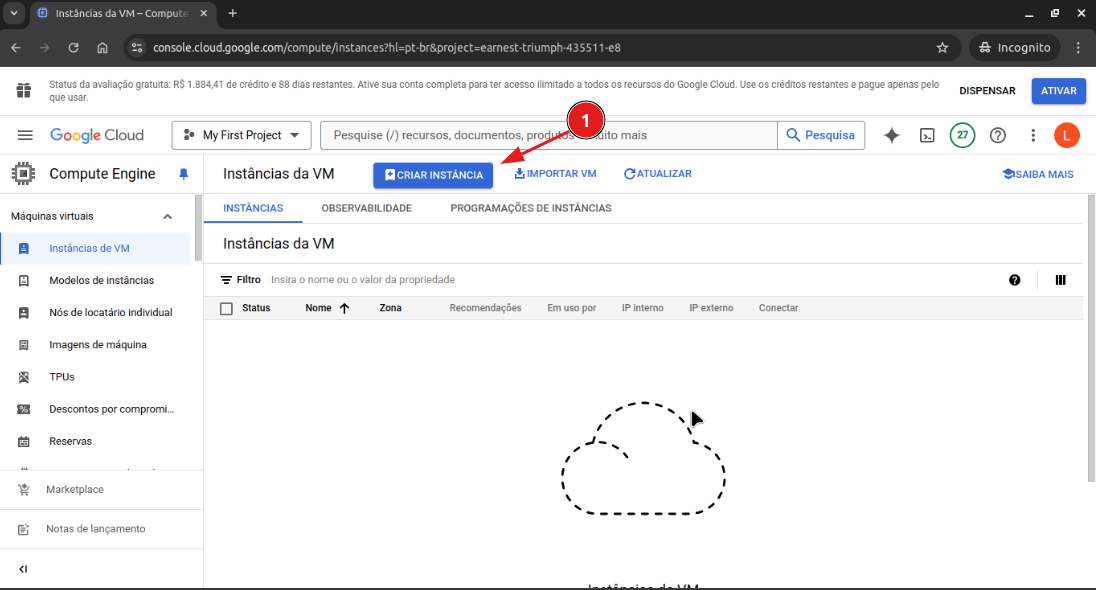 Instâncias da VM – Compute
console.cloud.google.com/compute/instances?hl=pt-br&project=earnest-triumph-435511-e8
Incognito
Status da avaliação gratuita: R$ 1.884,41 de crédito e 88 dias restantes. Ative sua conta completa para ter acesso ilimitado a todos os recursos do Google Cloud. Use os créditos restantes e pague apenas pelo
que usar.
DISPENSAR
ATIVAR
Google Cloud
My First Project
Pesquise (/) recursos, documentos, produtos muito mais
Pesquisa
27
L
1
Compute Engine
Instâncias da VM
CRIAR INSTÂNCIA
IMPORTAR VM
ATUALIZAR
SAIBA MAIS
Máquinas virtuais
Instâncias de VM
Modelos de instâncias
Nós de locatário individual
Imagens de máquina
TPUs
Descontos por compromi...
Reservas
Marketplace
Notas de lançamento
INSTÂNCIAS
OBSERVABILIDADE
PROGRAMAÇÕES DE INSTÂNCIAS
Instâncias da VM
Filtro
Insira o nome ou o valor da propriedade
Status
Nome
Zona
Recomendações
Em uso por
IP interno
IP externo
Conectar
Instâncias da VM